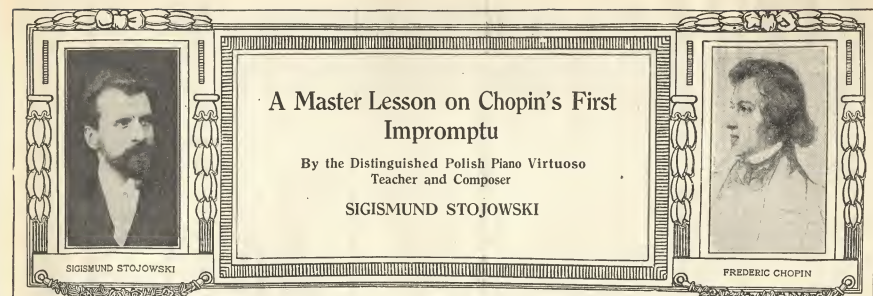 A Master Lesson on Chopin's First
Impromptu
By the Distinguished Polish Piano Virtuoso
Teacher and Composer
SIGISMUND STOJOWSKI
SIGISMUND STOJOWSKI
FREDERIC CHOPIN